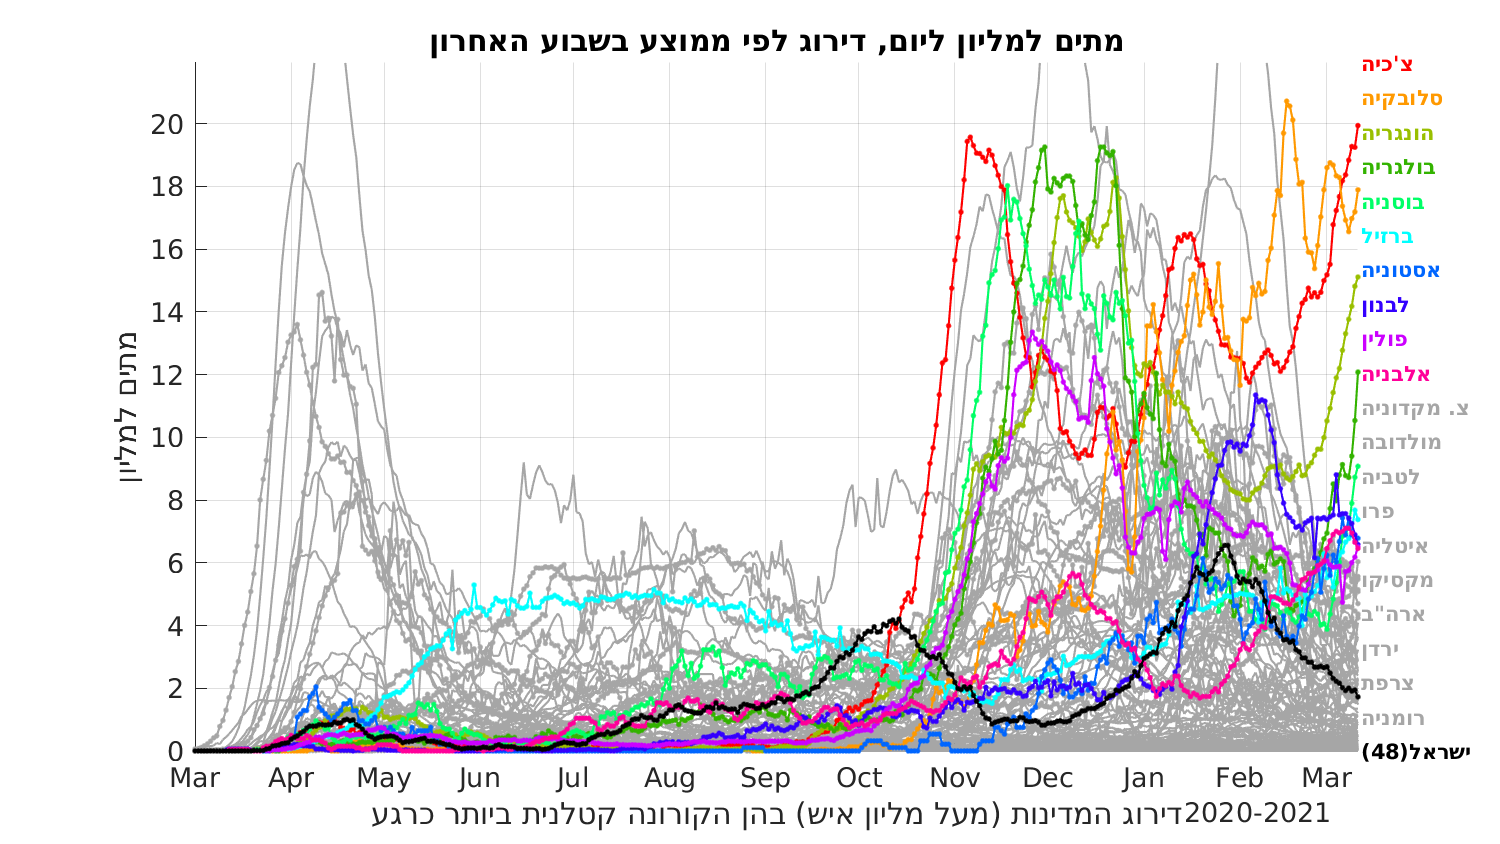 מתים למליון ליום, דירוג לפי ממוצע בשבוע האחרון
מתים למליון
20
18
16
14
12
10
8
6
4
2
0
Mar Apr May Jun Jul Aug Sep Oct Nov Dec Jan Feb Mar
דירוג המדינות (מעל מליון איש) בהן הקורונה קטלנית ביותר כרגע2020-2021
צ'כיה
סלובקיה
הונגריה
בולגריה
בוסניה
ברזיל
אסטוניה
לבנון
פולין
אלבניה
צ. מקדוניה
מולדובה
לטביה
פרו
איטליה
מקסיקו
ארה"ב
ירדן
צרפת
רומניה
ישראל(48)